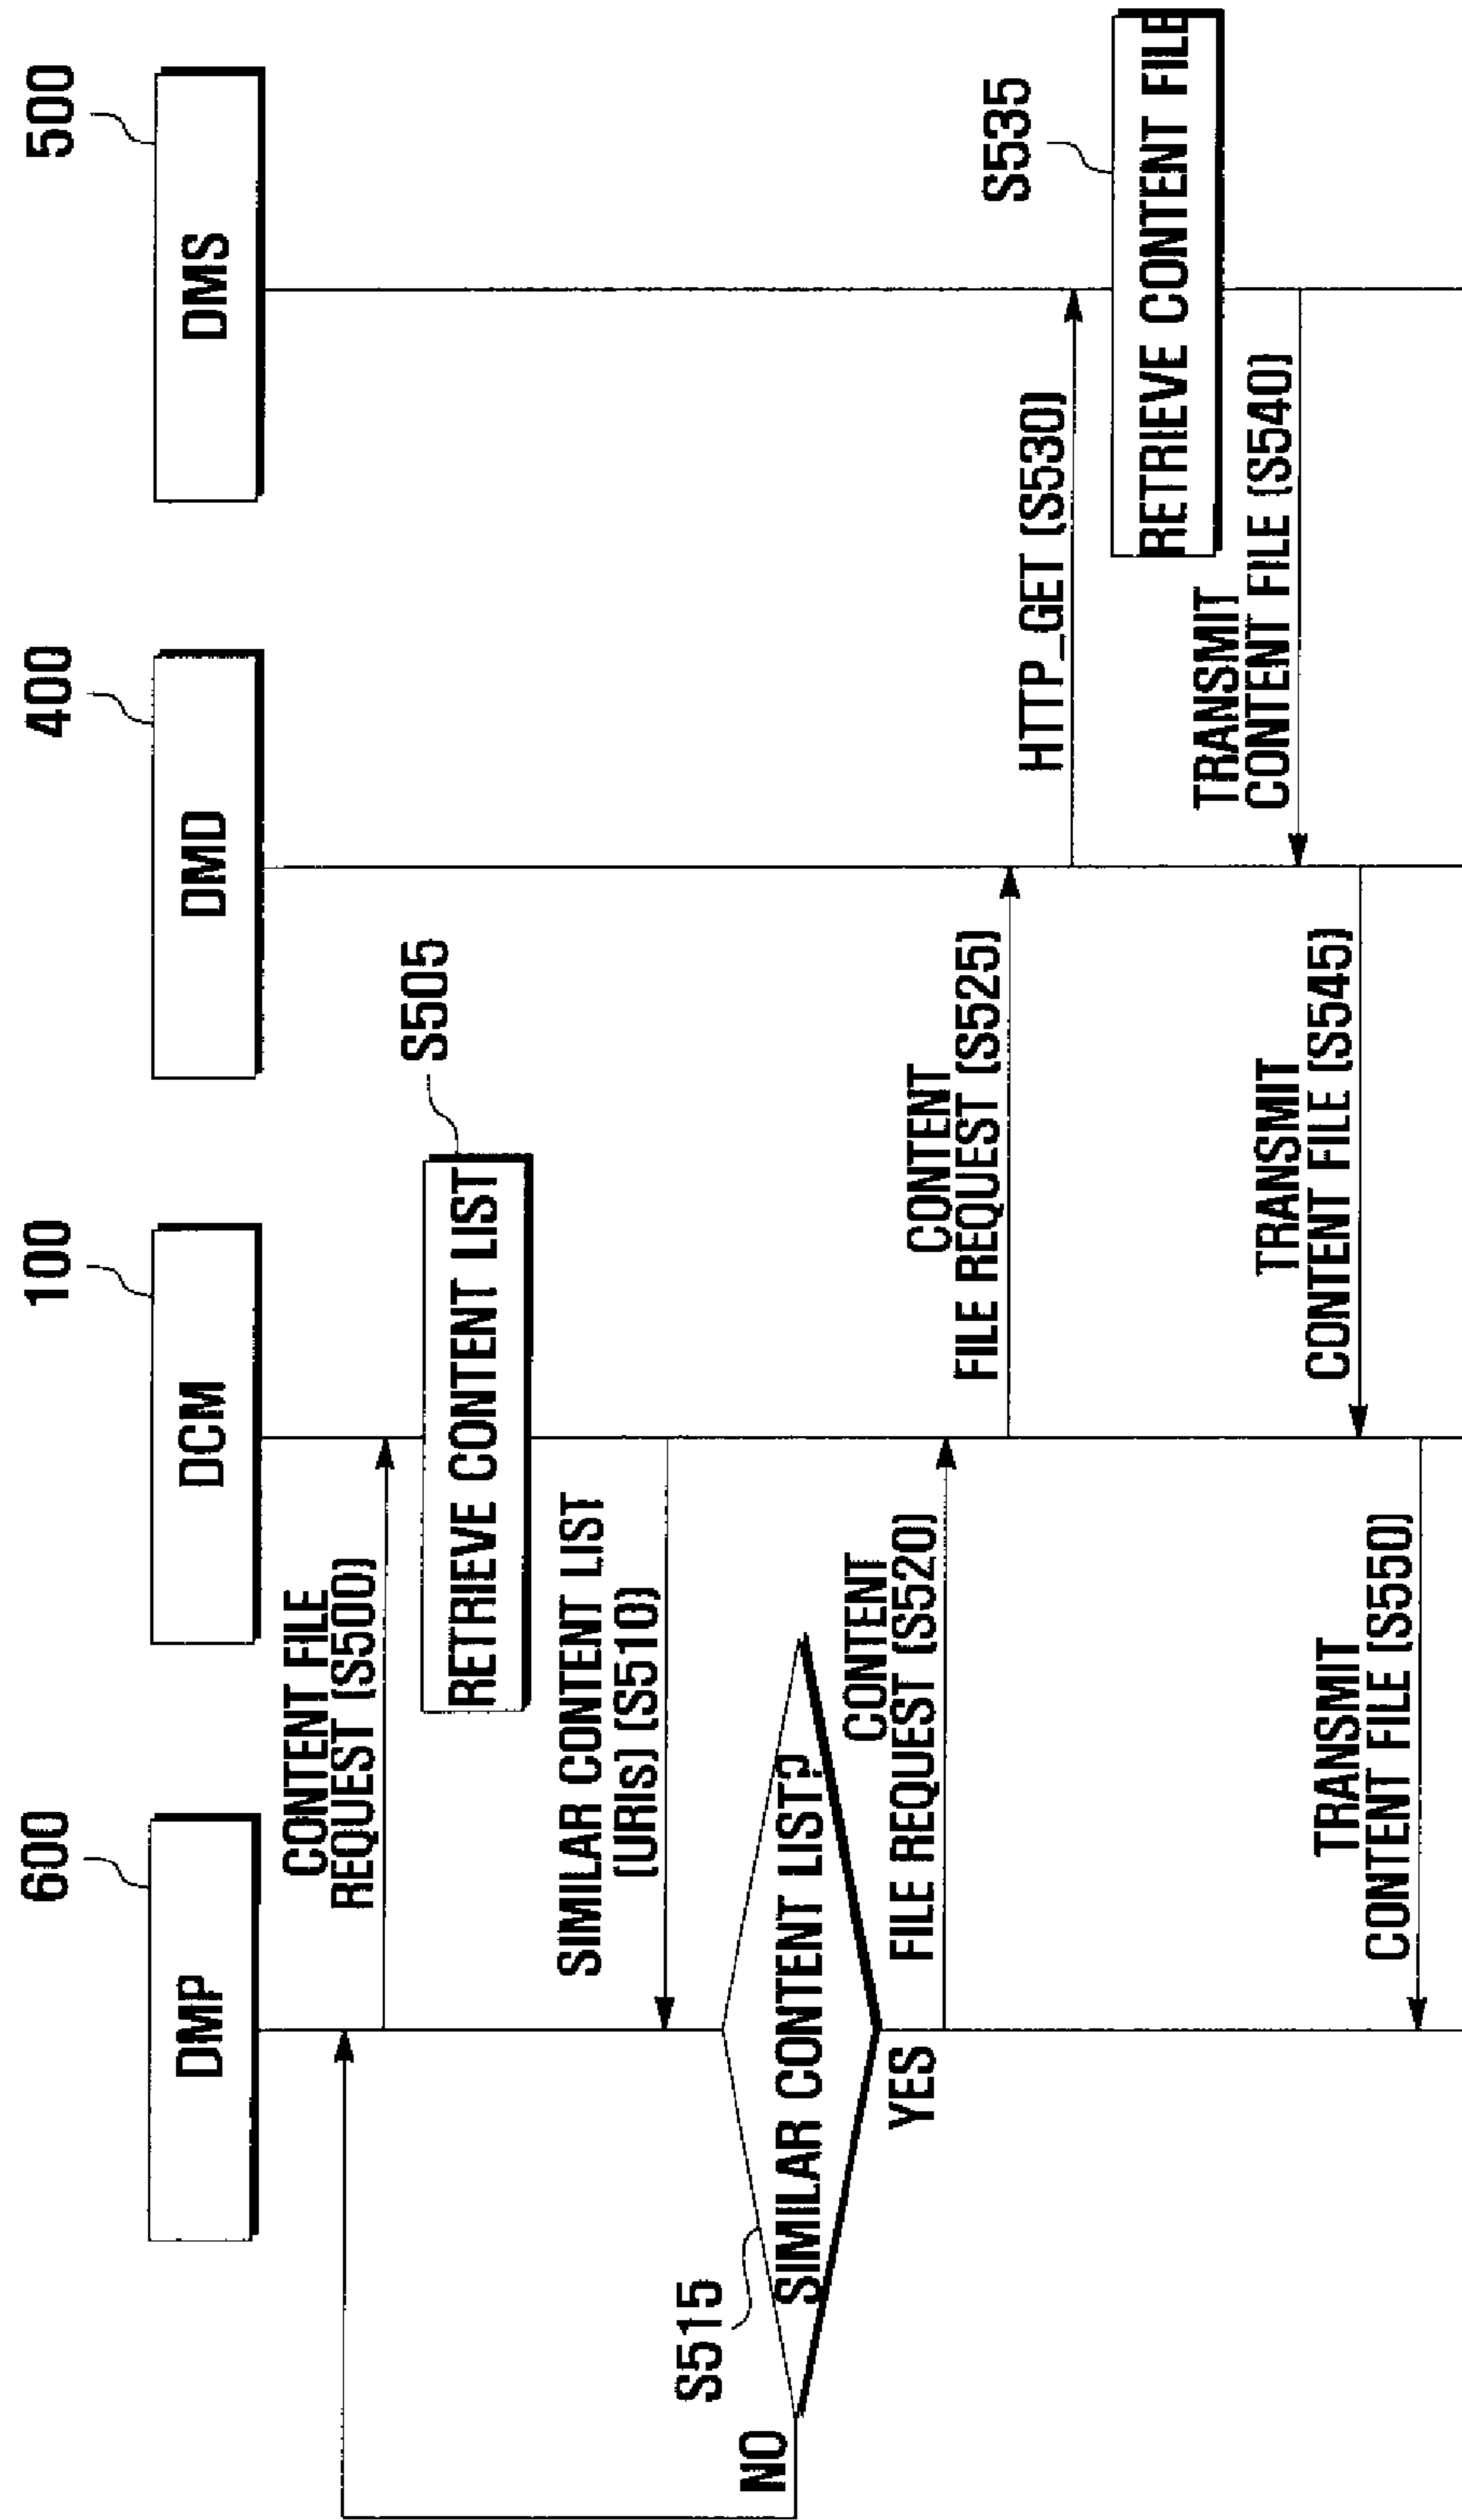 600
100
400
500
DMP
DCM
DMD
DMS
CONTENT FILE
REQUEST (S500)
S505
RETRIEVE CONTENT LIST
SIMILAR CONTENT LIST
(URIs) (S510)
S515
SIMILAR CONTENT LIST?
NO
YES
CONTENT
FILE REQUEST (S520)
CONTENT
FILE REQUEST (S525)
HTTP_GET (S530)
S535
RETRIEVE CONTENT FILE
TRANSMIT
CONTENT FILE (S540)
TRANSMIT
CONTENT FILE (S545)
TRANSMIT
CONTENT FILE (S550)